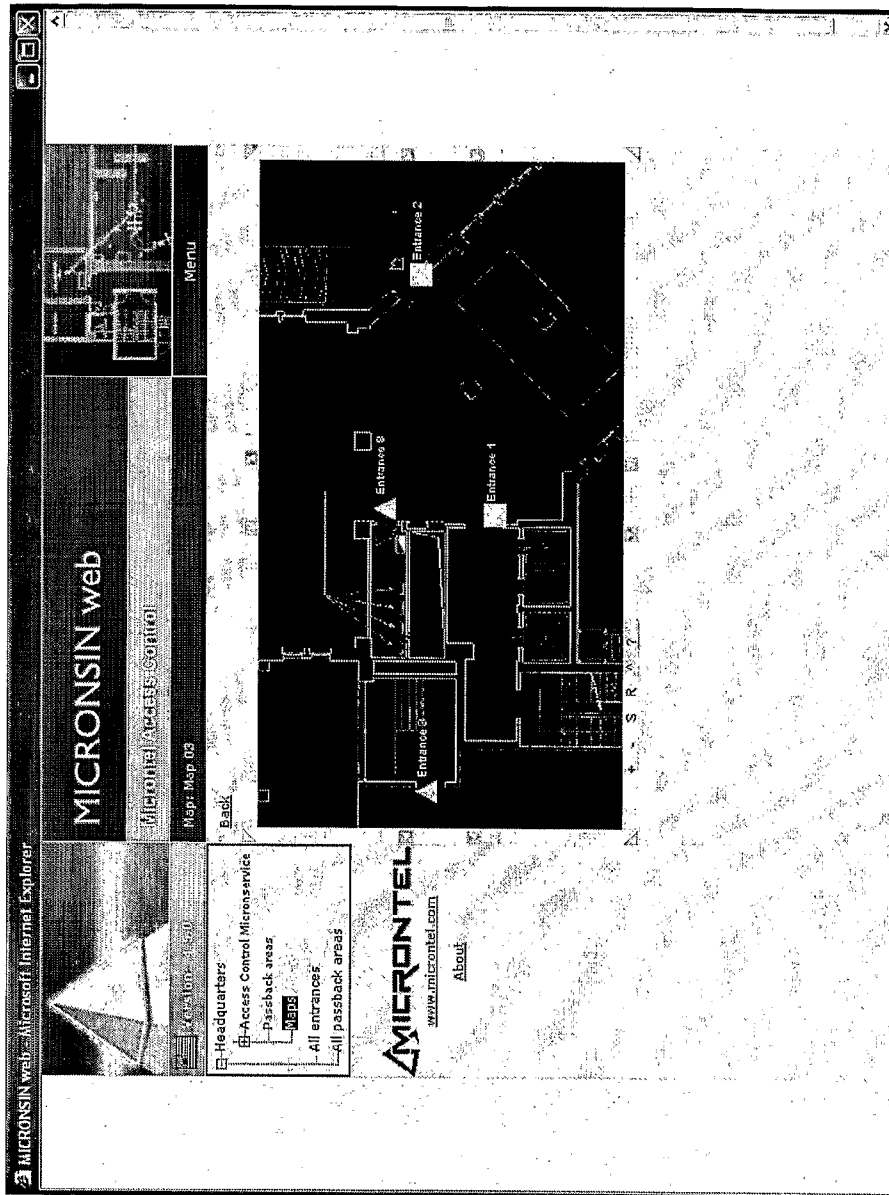 MICRONSIN web - Microsoft Internet Explorer
MICRONSIN web
Microntel Access Control
Map: Map 03
Menu
Back
Headquarters
Access Control Micronservice
Passback areas
Maps
All entrances
All passback areas
MICRONTEL
www.microntel.com
About
Entrance 3
Entrance 1
Entrance 2
+ - S R ^ ?